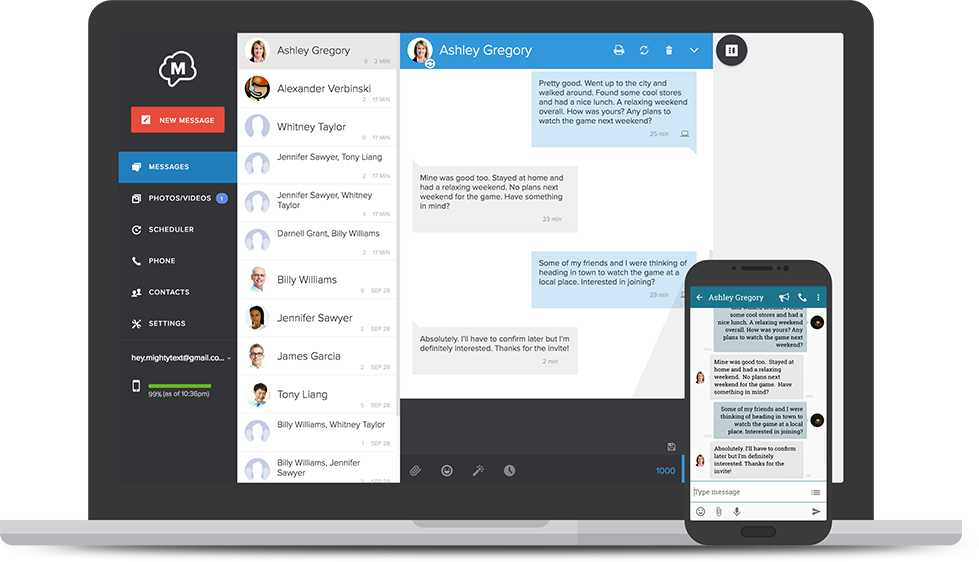 M
NEW MESSAGE
MESSAGES
PHOTOS/VIDEOS 1
SCHEDULER
PHONE
CONTACTS
SETTINGS
hey.mightytext@gmail.co...
99% (as of 10:36pm)
Ashley Gregory
9 2 MIN
Alexander Verbinski
2 17 MIN
Whitney Taylor
9 17 MIN
Jennifer Sawyer, Tony Liang
2 17 MIN
Jennifer Sawyer, Whitney
Taylor
4 17 MIN
Darnell Grant, Billy Williams
2 17 MIN
Billy Williams
9 SEP 28
Jennifer Sawyer
2 SEP 28
James Garcia
2 SEP 28
Tony Liang
5 SEP 28
Billy Williams, Whitney Taylor
1 SEP 28
Billy Williams, Jennifer
Sawyer
Ashley Gregory
Pretty good. Went up to the city and
walked around. Found some cool stores
and had a nice lunch. A relaxing weekend
overall. How was yours? Any plans to
watch the game next weekend?
25 min
Mine was good too. Stayed at home and
had a relaxing weekend. No plans next
weekend for the game. Have something
in mind?
23 min
Some of my friends and I were thinking of
heading in town to watch the game at a
local place. Interested in joining?
23 min
Absolutely. I'll have to confirm later but I'm
definitely interested. Thanks for the invite!
2 min
1000
Ashley Gregory
and walked around. Found
some cool stores and had a
nice lunch. A relaxing weekend
overall. How was yours? Any
plans to watch the game next
weekend?
Mine was good too. Stayed at
home and had a relaxing
weekend. No plans next
weekend for the game. Have
something in mind?
Some of my friends and I were
thinking of heading in town to
watch the game at a local
place. Interested in joining?
Absolutely. I'll have to confirm
later but I'm definitely
interested. Thanks for the
invite!
Type message